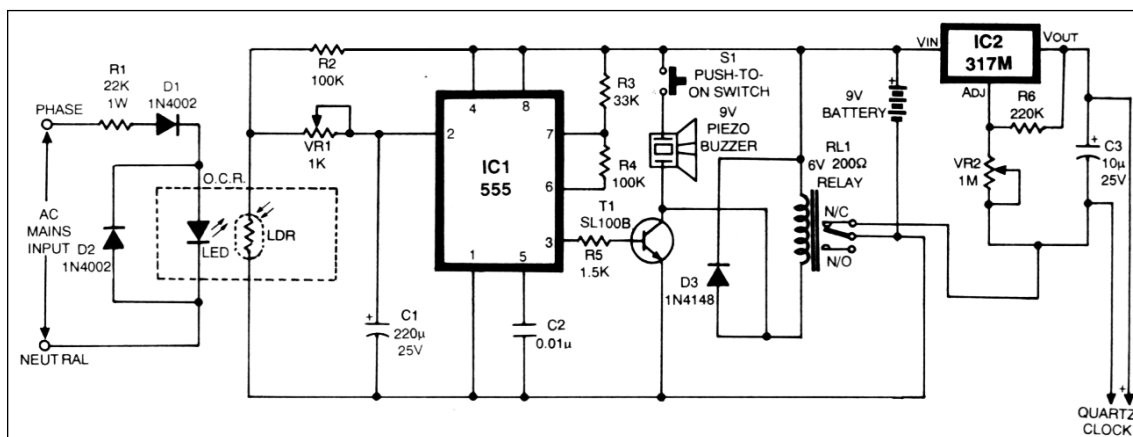 PHASE
R1
22K
1W
D1
1N4002
AC
MAINS
INPUT
NEUTRAL
D2
1N4002
O.C.R.
LED
LDR
R2
100K
VR1
1K
C1
+
220µ
25V
IC1
555
4
8
2
7
6
3
1
5
C2
0.01µ
R3
33K
R4
100K
R5
1.5K
T1
SL100B
S1
PUSH-TO-
ON SWITCH
9V
PIEZO
BUZZER
D3
1N4148
RL1
6V 200Ω
RELAY
N/C
N/O
9V
BATTERY
+
VIN
IC2
317M
VOUT
ADJ
R6
220K
VR2
1M
+
C3
10µ
25V
+
QUARTZ
CLOCK